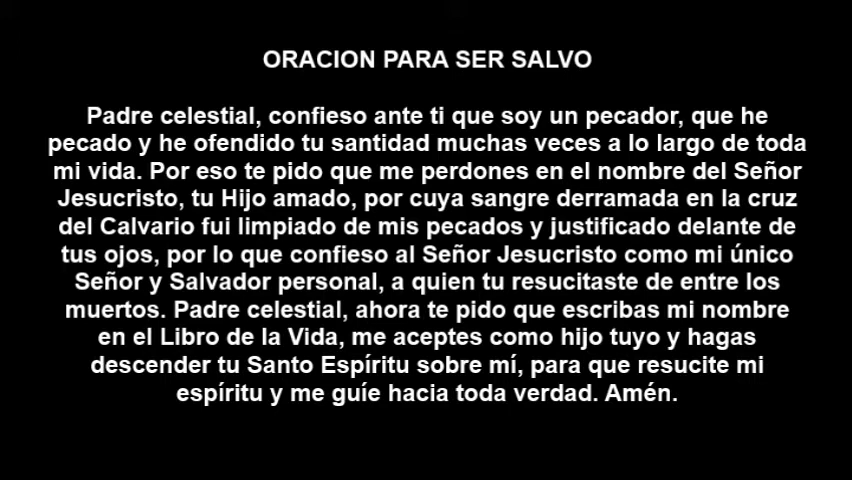 ORACION PARA SER SALVO
Padre celestial, confieso ante ti que soy un pecador, que he
pecado y he ofendido tu santidad muchas veces a lo largo de toda
mi vida. Por eso te pido que me perdones en el nombre del Señor
Jesucristo, tu Hijo amado, por cuya sangre derramada en la cruz
del Calvario fui limpiado de mis pecados y justificado delante de
tus ojos, por lo que confieso al Señor Jesucristo como mi único
Señor y Salvador personal, a quien tu resucitaste de entre los
muertos. Padre celestial, ahora te pido que escribas mi nombre
en el Libro de la Vida, me aceptes como hijo tuyo y hagas
descender tu Santo Espíritu sobre mí, para que resucite mi
espíritu y me guíe hacia toda verdad. Amén.